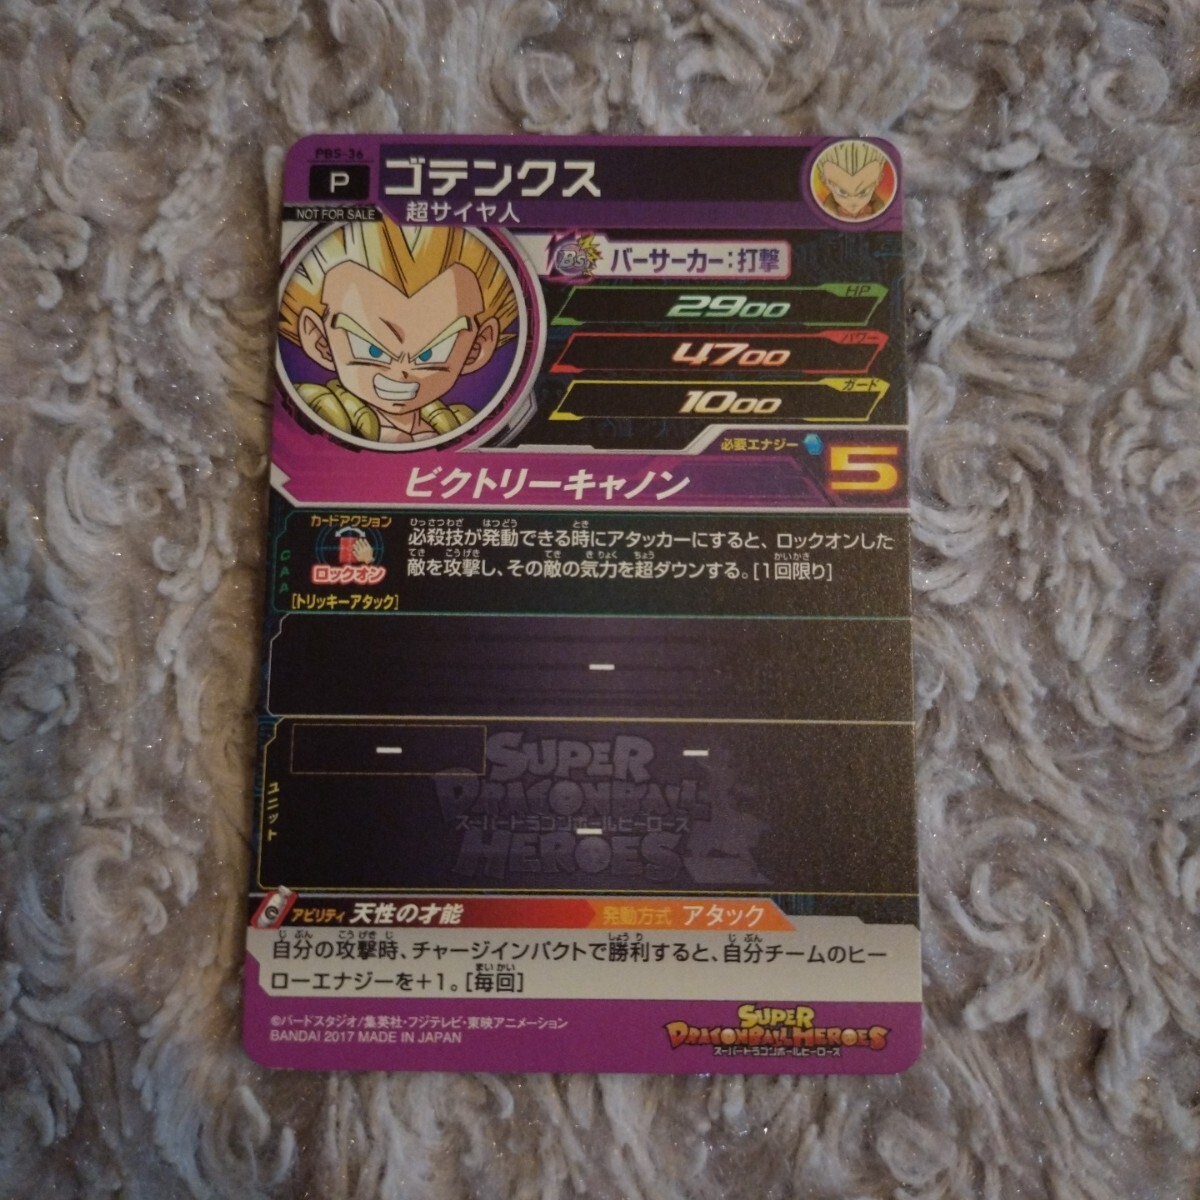 PBS-36
P
NOT FOR SALE
ゴテンクス
超サイヤ人
BS
バーサーカー:打撃
HP
2900
パワー
4700
ガード
1000
必要エナジー
5
ビクトリーキャノン
CAA
カードアクション
ロックオン
[トリッキーアタック]
必殺技が発動できる時にアタッカーにすると、ロックオンした
敵を攻撃し、その敵の気力を超ダウンする。[1回限り]
-
ユニット
-
-
-
SUPER
DRAGONBALL
スーパードラゴンボールヒーローズ
HEROES
アビリティ 天性の才能
発動方式 アタック
自分の攻撃時、チャージインパクトで勝利すると、自分チームのヒー
ローエナジーを+1。[毎回]
©バードスタジオ/集英社・フジテレビ・東映アニメーション
BANDAI 2017 MADE IN JAPAN
SUPER
DRAGONBALL HEROES
スーパードラゴンボールヒーローズ